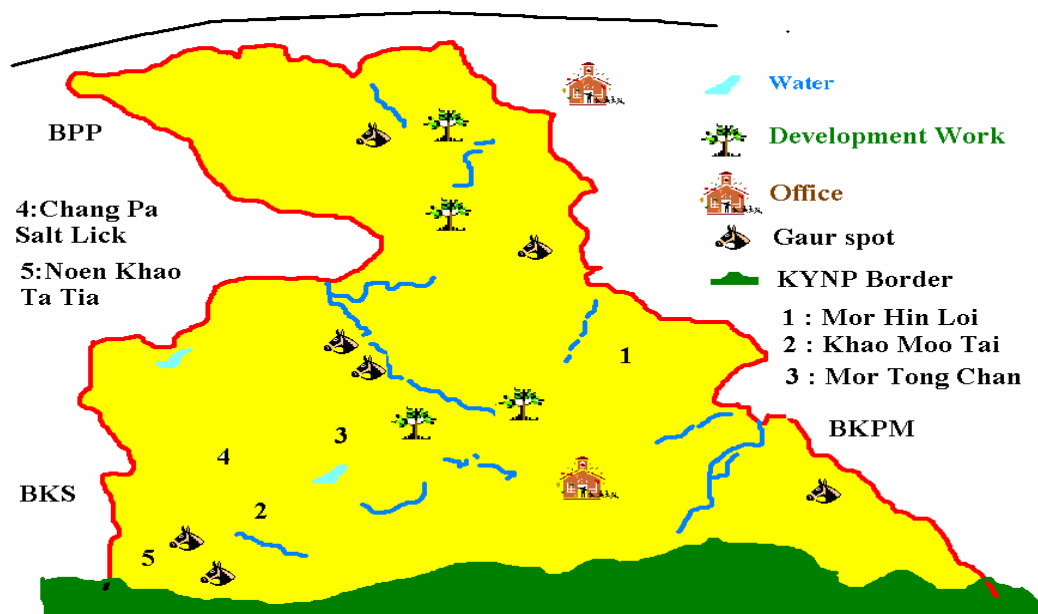 BPP
4:Chang Pa
Salt Lick
5:Noen Khao
Ta Tia
BKS
Water
Development Work
Office
Gaur spot
KYNP Border
1 : Mor Hin Loi
2 : Khao Moo Tai
3 : Mor Tong Chan
BKPM
1
3
4
2
5